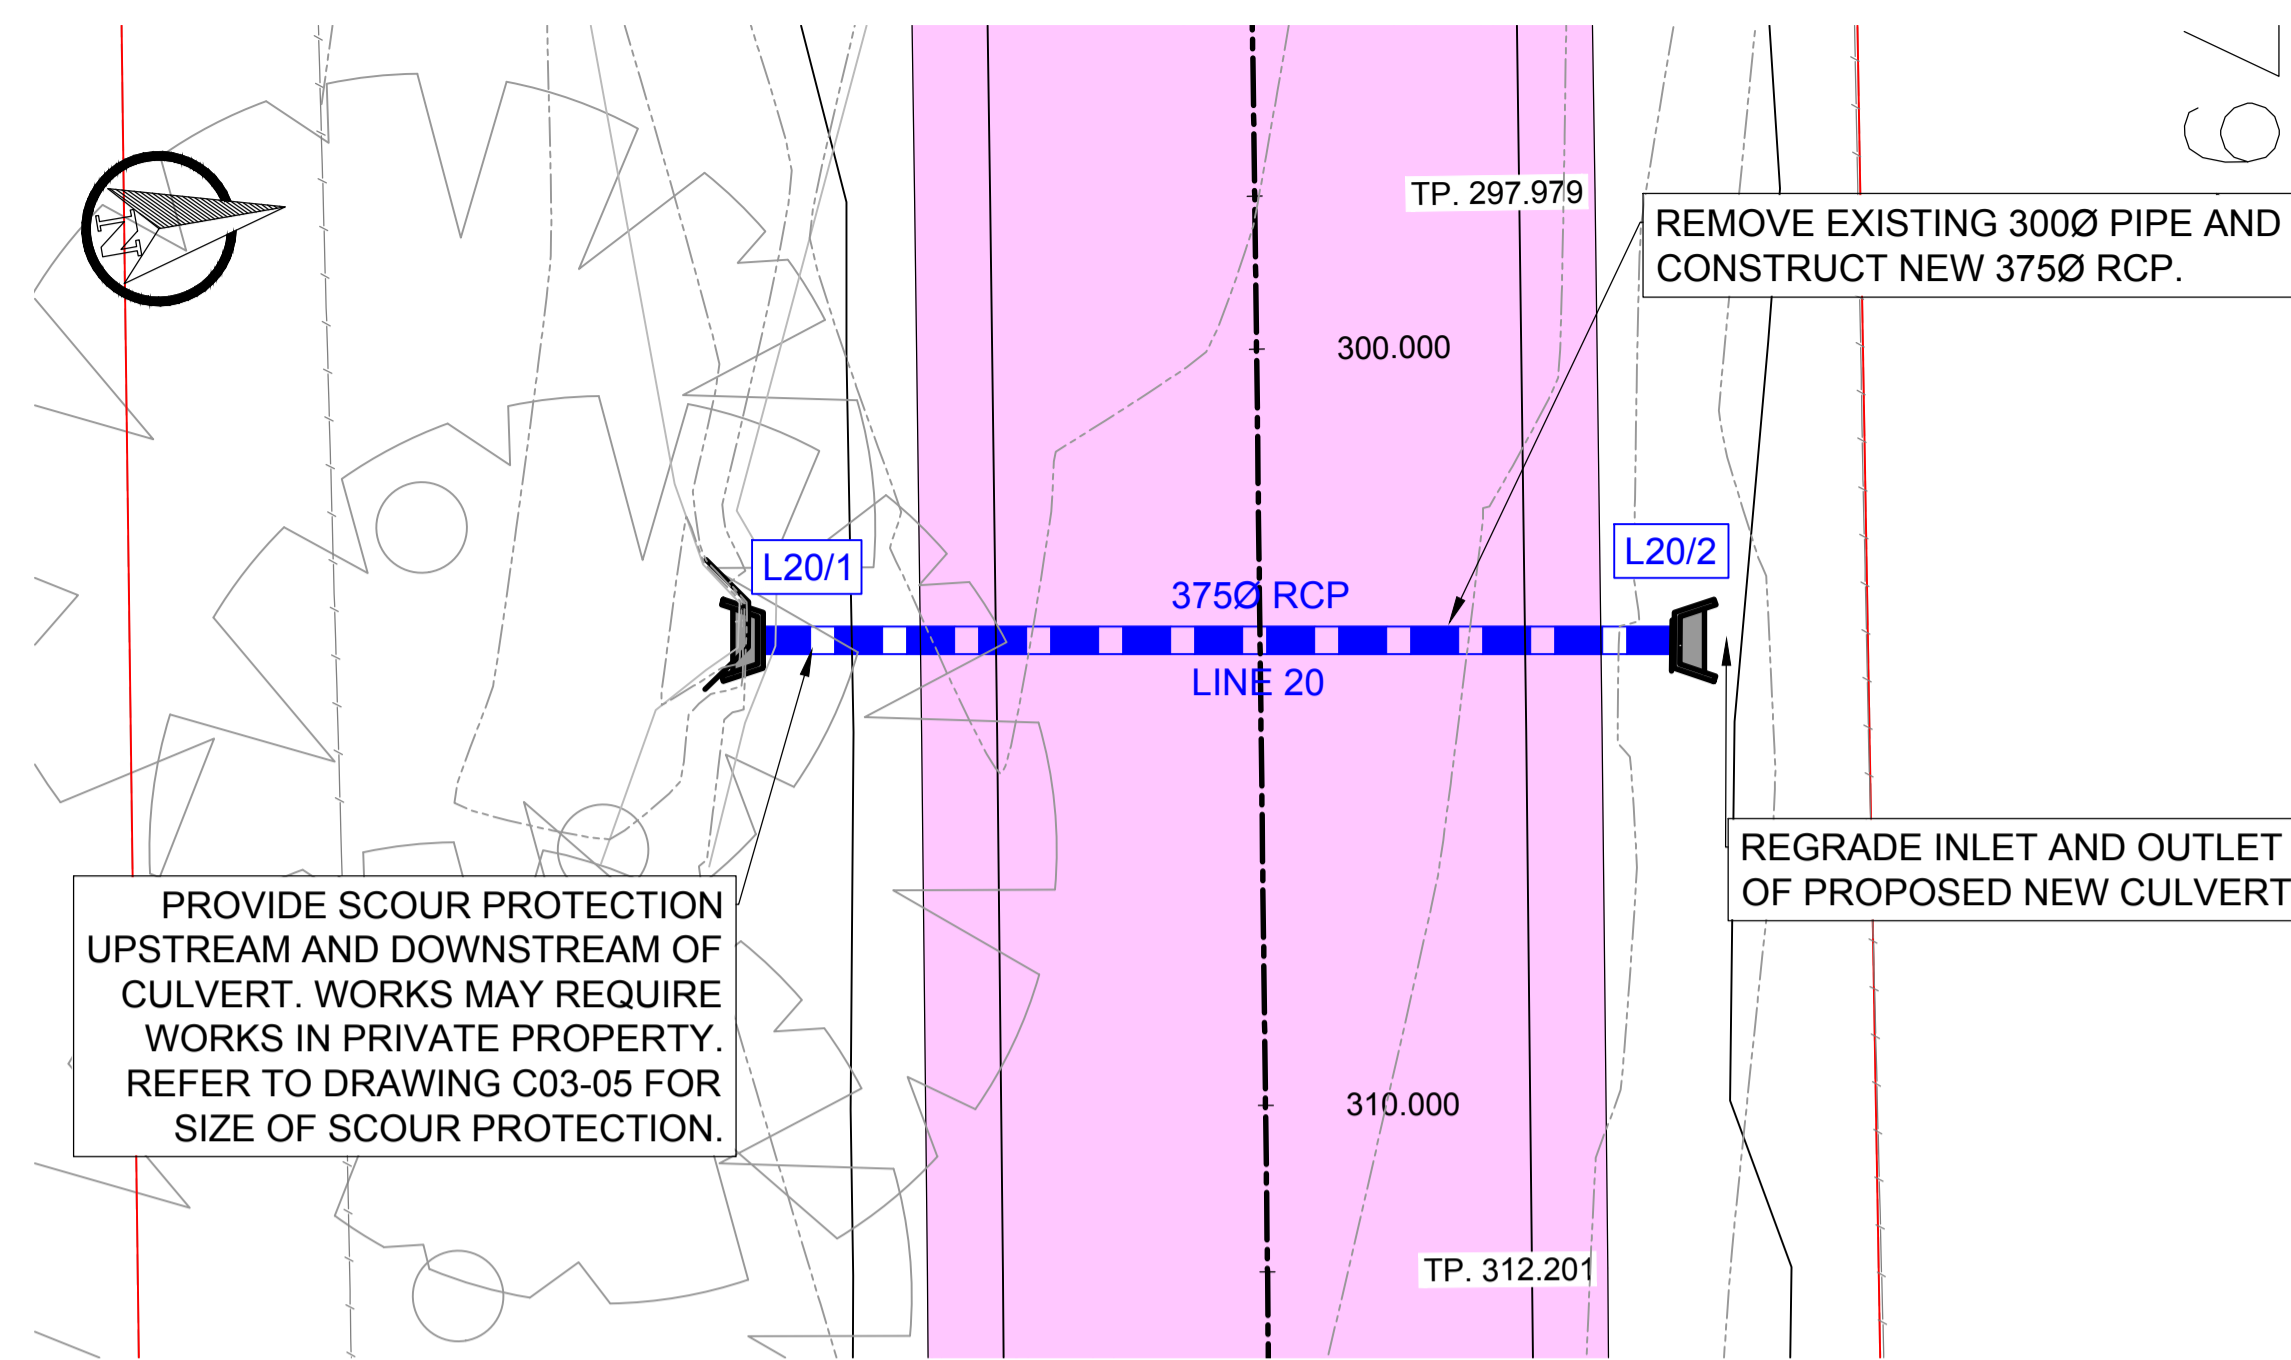 N
TP. 297.979
REMOVE EXISTING 300Ø PIPE AND
CONSTRUCT NEW 375Ø RCP.
300.000
L20/1
L20/2
375Ø RCP
LINE 20
PROVIDE SCOUR PROTECTION
UPSTREAM AND DOWNSTREAM OF
CULVERT. WORKS MAY REQUIRE
WORKS IN PRIVATE PROPERTY.
REFER TO DRAWING C03-05 FOR
SIZE OF SCOUR PROTECTION.
REGRADE INLET AND OUTLET
OF PROPOSED NEW CULVERT
310.000
TP. 312.201